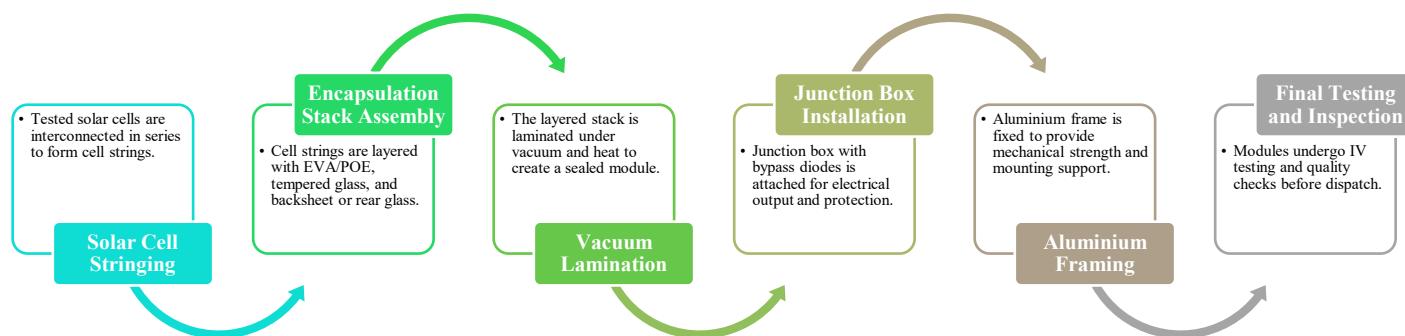 • Tested solar cells are
interconnected in series
to form cell strings.
Solar Cell
Stringing
Encapsulation
Stack Assembly
• Cell strings are layered
with EVA/POE,
tempered glass, and
backsheet or rear glass.
• The layered stack is
laminated under
vacuum and heat to
create a sealed module.
Vacuum
Lamination
Junction Box
Installation
• Junction box with
bypass diodes is
attached for electrical
output and protection.
• Aluminium frame is
fixed to provide
mechanical strength and
mounting support.
Aluminium
Framing
Final Testing
and Inspection
• Modules undergo IV
testing and quality
checks before dispatch.